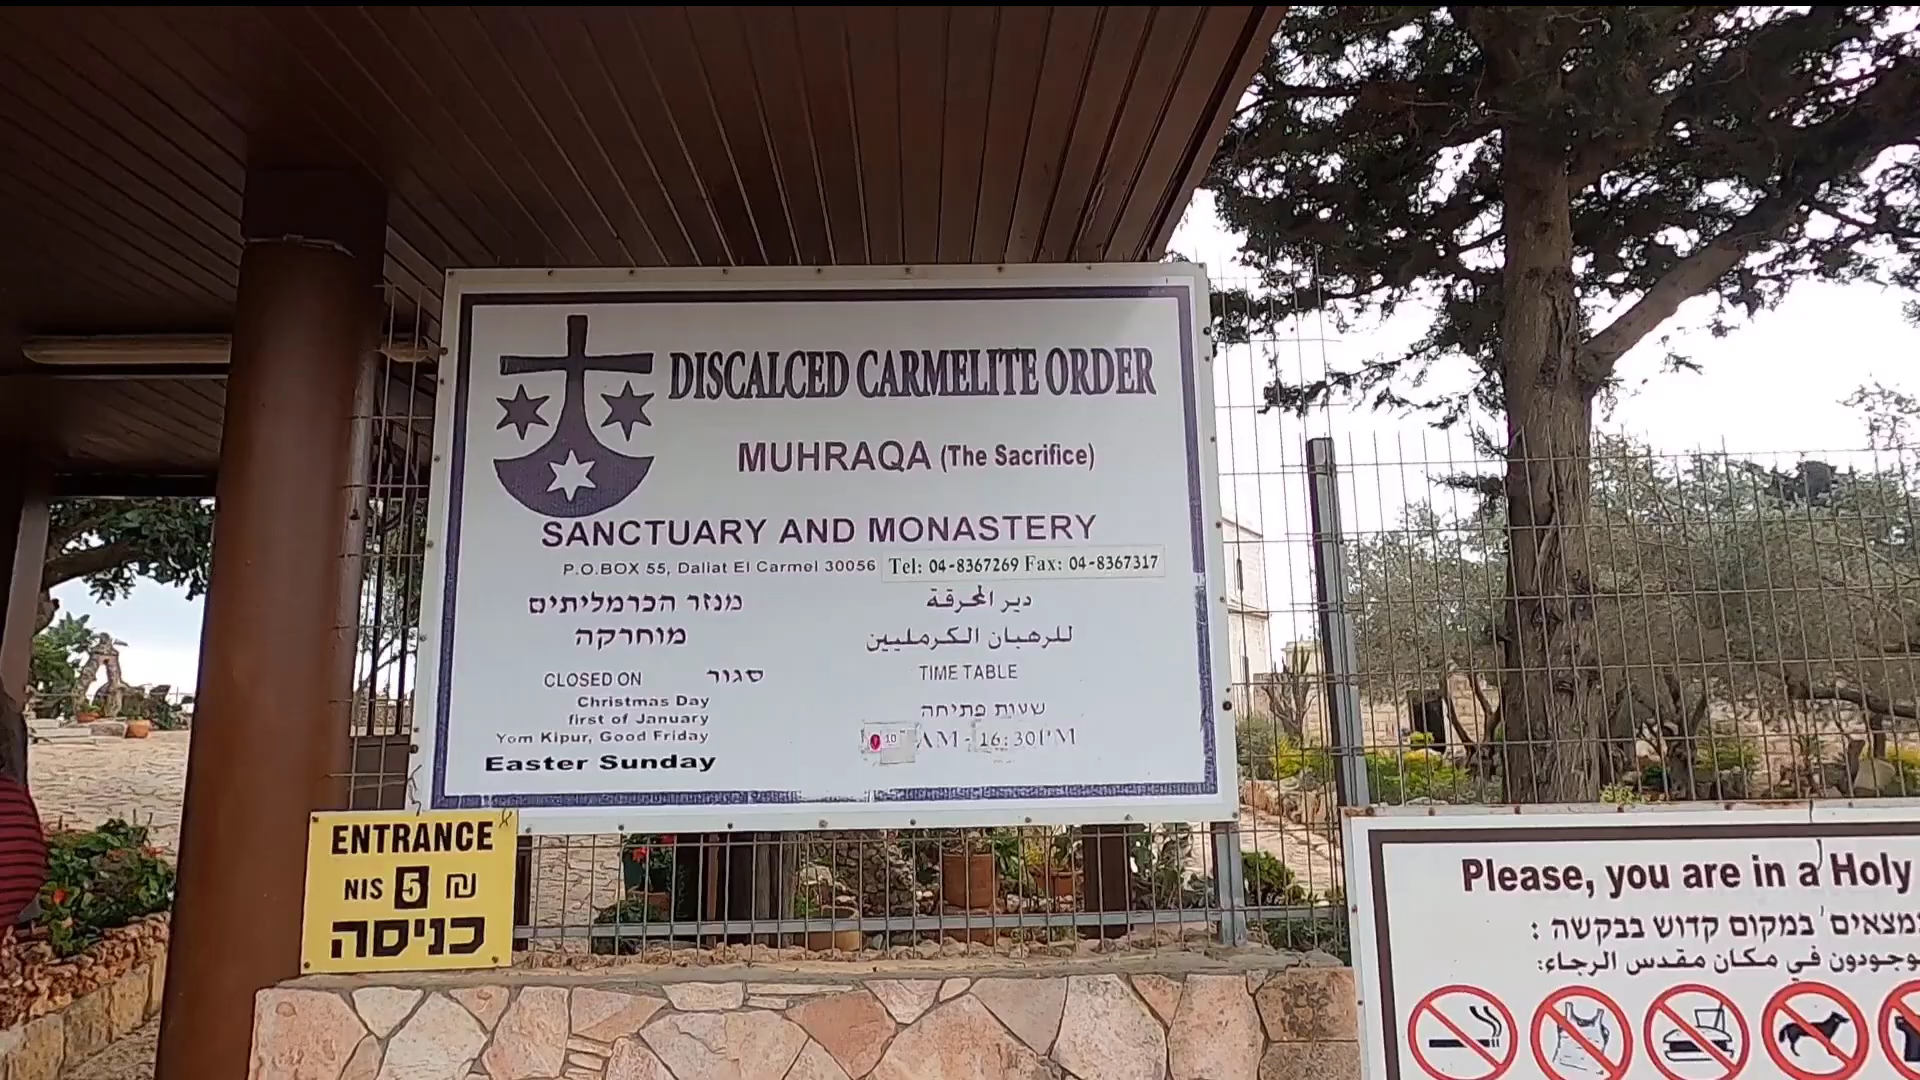 DISCALCED CARMELITE ORDER
MUHRAQA (The Sacrifice)
SANCTUARY AND MONASTERY
P.O.BOX 55, Daliat El Carmel 30056 Tel: 04-8367269 Fax: 04-8367317
מנזר הכרמליתים
מוחרקה
دير المحرقة
للرهبان الكرمليين
CLOSED ON סגור
Christmas Day
first of January
Yom Kipur, Good Friday
Easter Sunday
TIME TABLE
שעות פתיחה
10 AM - 16:30PM
ENTRANCE
NIS 5 ₪
כניסה
Please, you are in a Holy
נמצאים במקום קדוש בבקשה :
موجودون في مكان مقدس الرجاء: